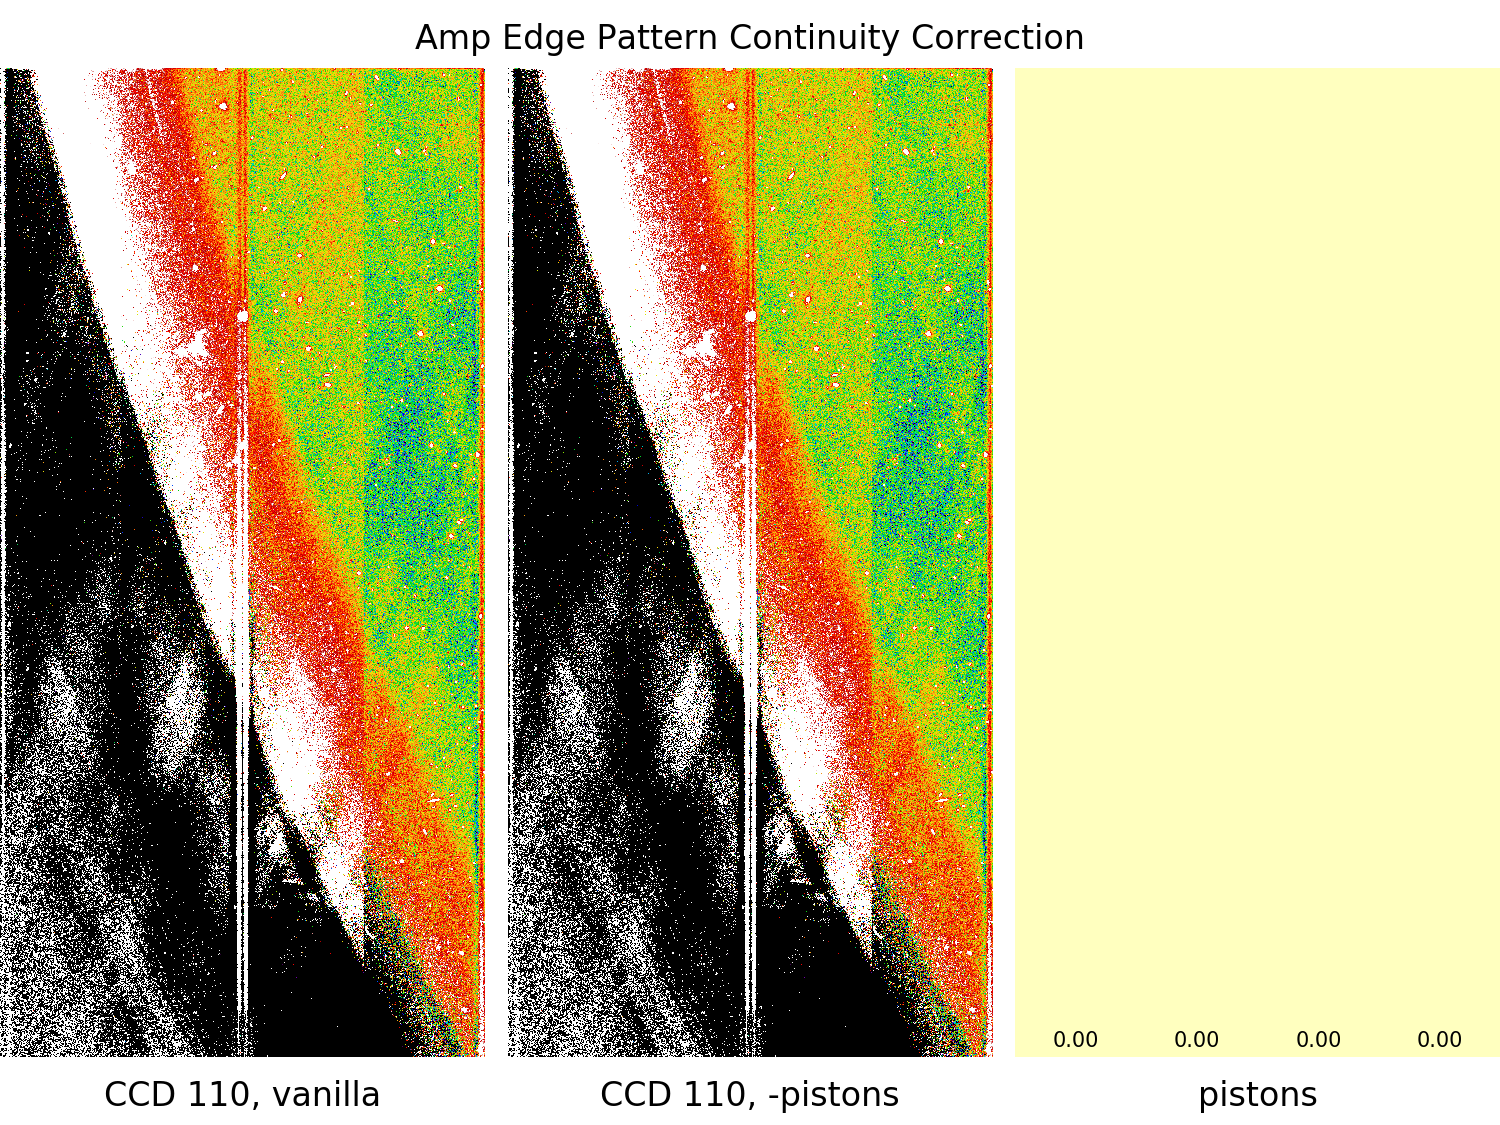 Amp Edge Pattern Continuity Correction
0.00 0.00 0.00 0.00
CCD 110, vanilla CCD 110, -pistons pistons